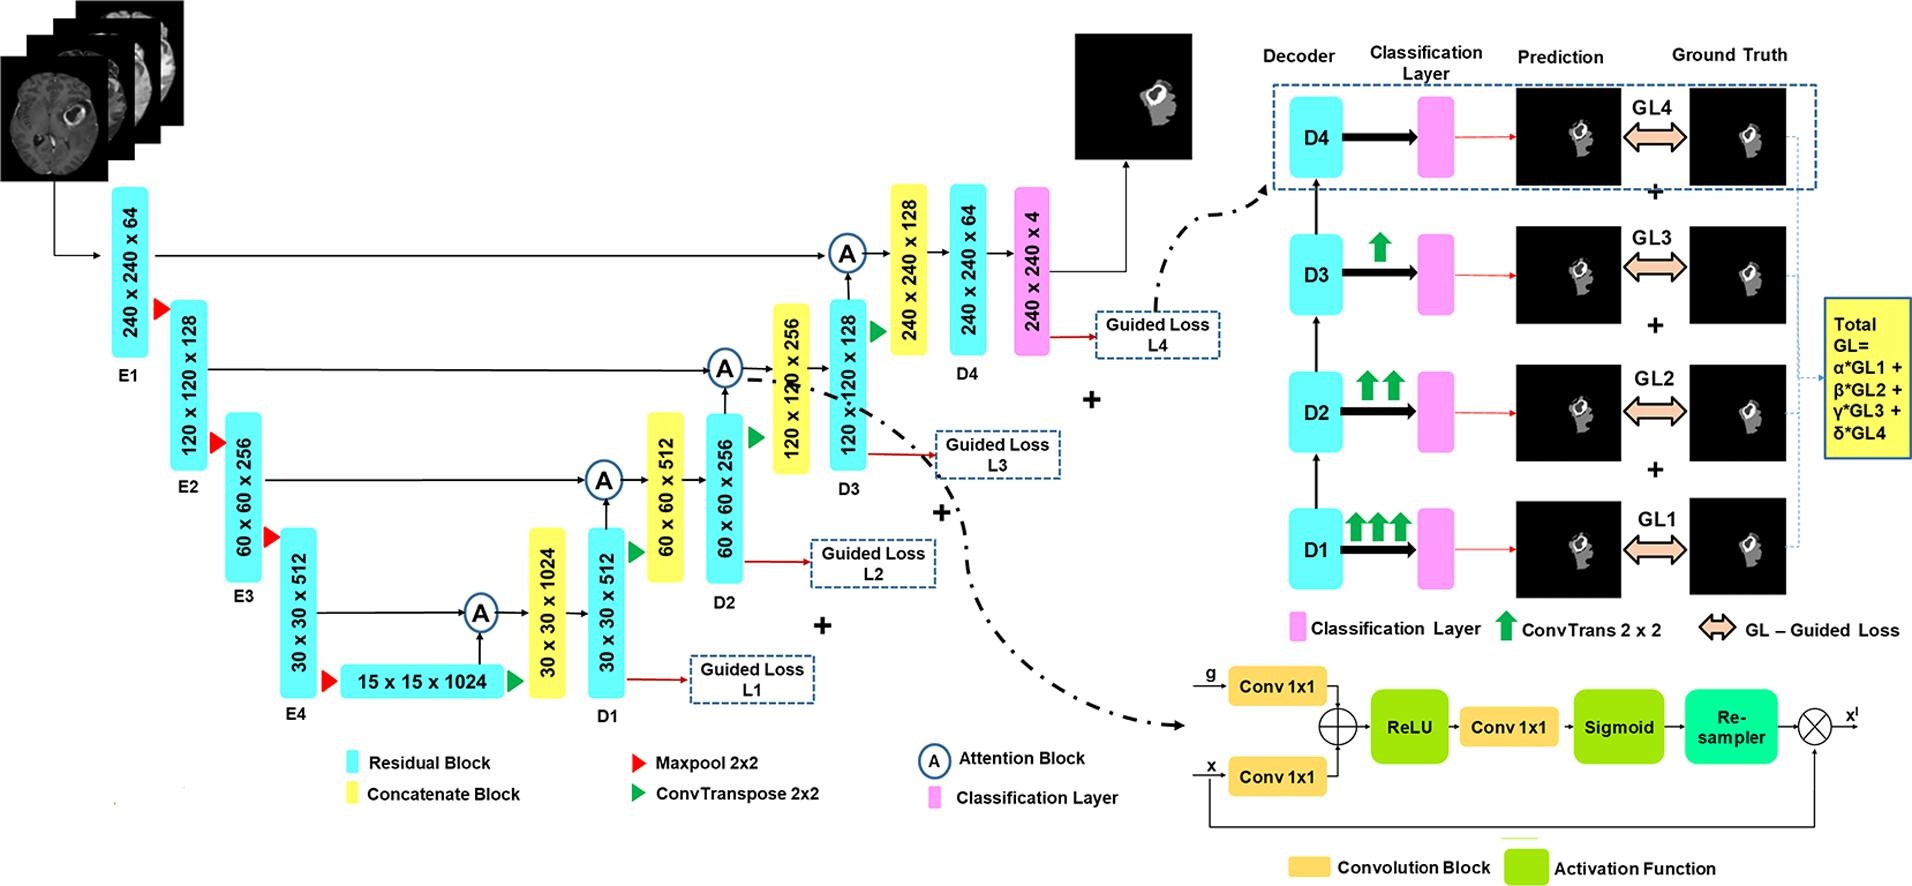 240 x 240 x 64
E1
120 x 120 x 128
E2
60 x 60 x 256
E3
30 x 30 x 512
E4
15 x 15 x 1024
A
30 x 30 x 1024
30 x 30 x 512
D1
Guided Loss
L1
+
A
60 x 60 x 512
60 x 60 x 256
D2
Guided Loss
L2
+
A
120 x 120 x 256
120 x 120 x 128
D3
Guided Loss
L3
+
A
240 x 240 x 128
240 x 240 x 64
D4
240 x 240 x 4
Guided Loss
L4
Residual Block
Concatenate Block
Maxpool 2x2
ConvTranspose 2x2
A
Attention Block
Classification Layer
Decoder
Classification
Layer
Prediction
Ground Truth
D4
GL4
+
D3
GL3
+
D2
GL2
+
D1
GL1
Total
GL=
α*GL1 +
β*GL2 +
γ*GL3 +
δ*GL4
Classification Layer
ConvTrans 2 x 2
GL – Guided Loss
g
Conv 1x1
x
Conv 1x1
ReLU
Conv 1x1
Sigmoid
Re-
sampler
xˡ
Convolution Block
Activation Function